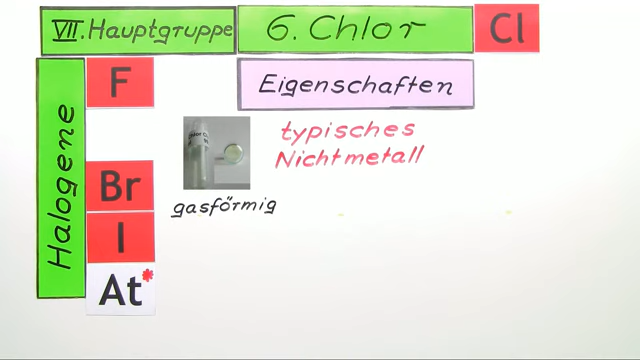 VII. Hauptgruppe
6. Chlor
Cl
Halogene
F
Br
I
At*
Eigenschaften
typisches
Nichtmetall
gasförmig